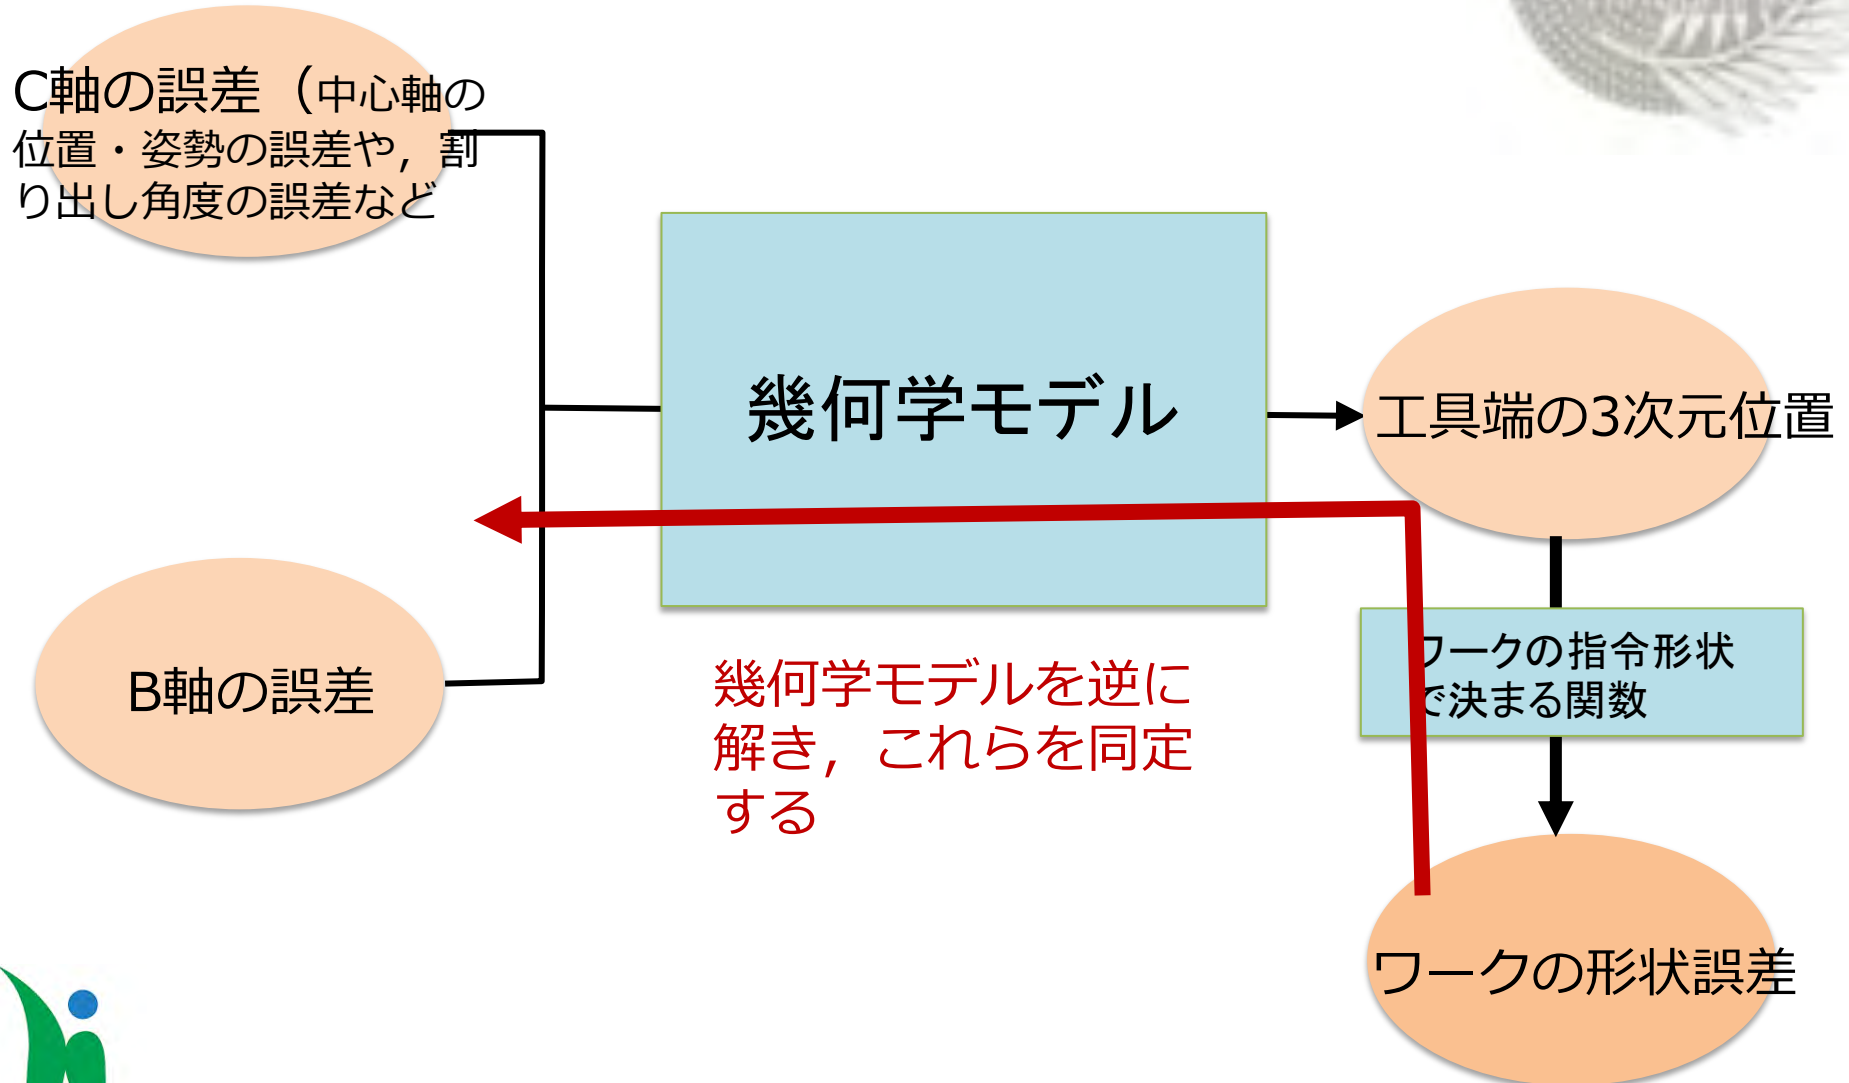 C軸の誤差（中心軸の
位置・姿勢の誤差や，割
り出し角度の誤差など
幾何学モデル
工具端の3次元位置
B軸の誤差
幾何学モデルを逆に
解き，これらを同定
する
ワークの指令形状
で決まる関数
ワークの形状誤差